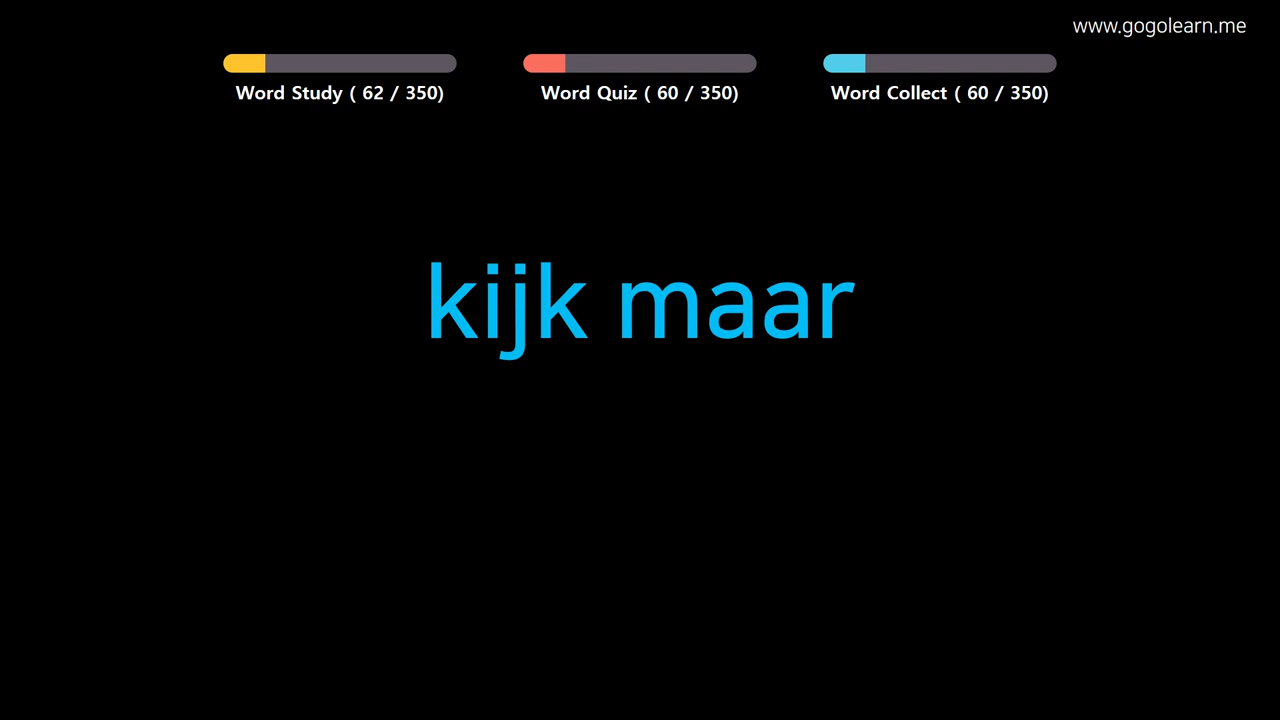 www.gogolearn.me
Word Study ( 62 / 350)
Word Quiz ( 60 / 350)
Word Collect ( 60 / 350)
kijk maar